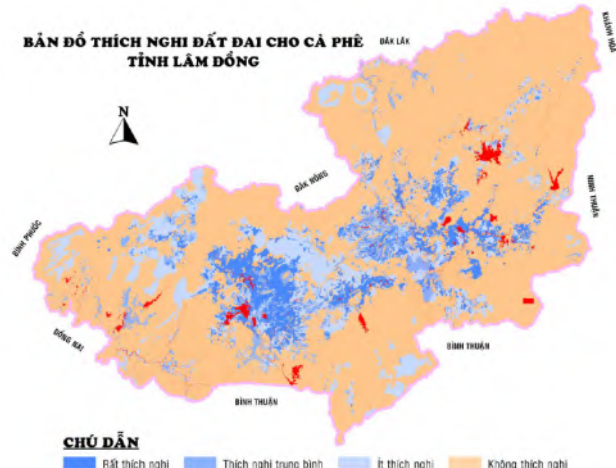 BẢN ĐỒ THÍCH NGHI ĐẤT ĐAI CHO CÀ PHÊ
TỈNH LÂM ĐỒNG
ĐĂK LĂK
KHÁNH HÒA
N
ĐĂK NÔNG
NINH THUẬN
BÌNH PHƯỚC
ĐỒNG NAI
BÌNH THUẬN
BÌNH THUẬN
CHÚ DẪN
Rất thích nghi
Thích nghi trung bình
Ít thích nghi
Không thích nghi